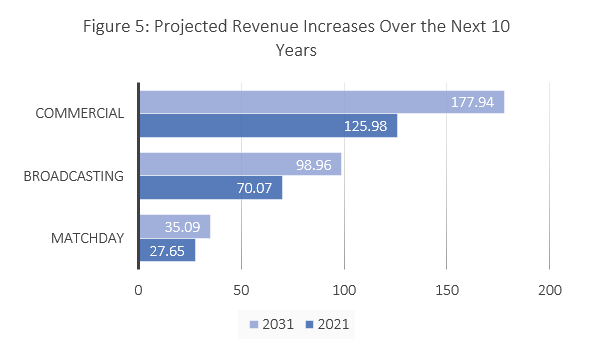 Figure 5: Projected Revenue Increases Over the Next 10
Years
COMMERCIAL
177.94
125.98
BROADCASTING
98.96
70.07
MATCHDAY
35.09
27.65
0 50 100 150 200
2031 2021